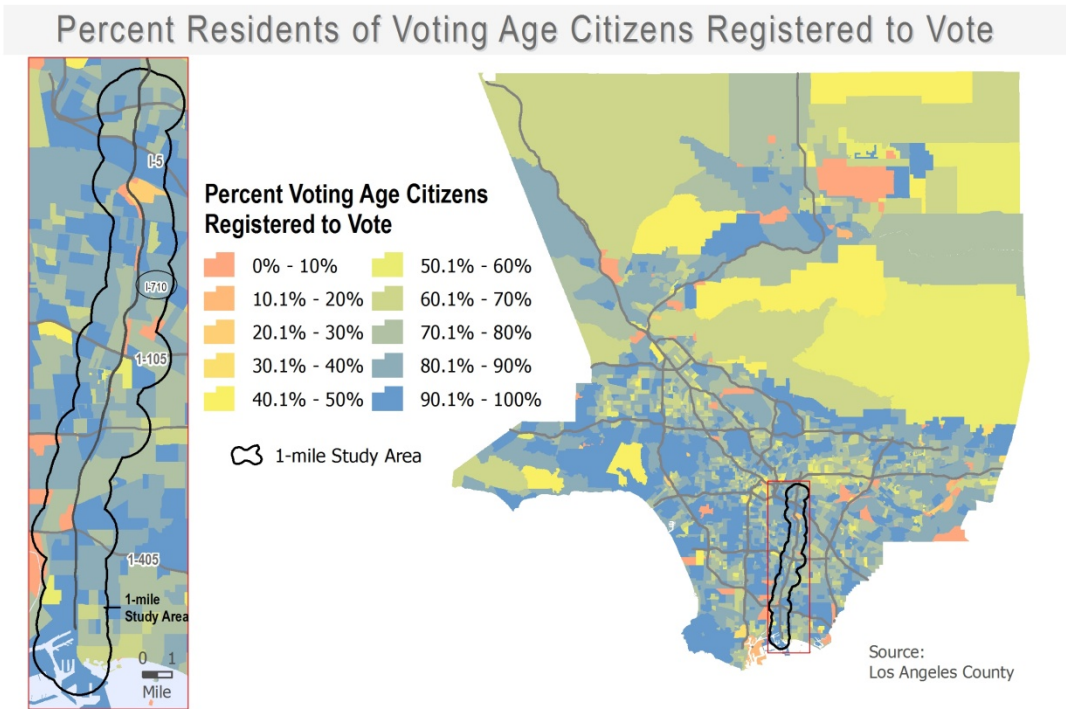 Percent Residents of Voting Age Citizens Registered to Vote
I-5
I-710
1-105
1-405
1-mile
Study Area
0 1
Mile
Percent Voting Age Citizens
Registered to Vote
0% - 10%
10.1% - 20%
20.1% - 30%
30.1% - 40%
40.1% - 50%
50.1% - 60%
60.1% - 70%
70.1% - 80%
80.1% - 90%
90.1% - 100%
1-mile Study Area
Source:
Los Angeles County